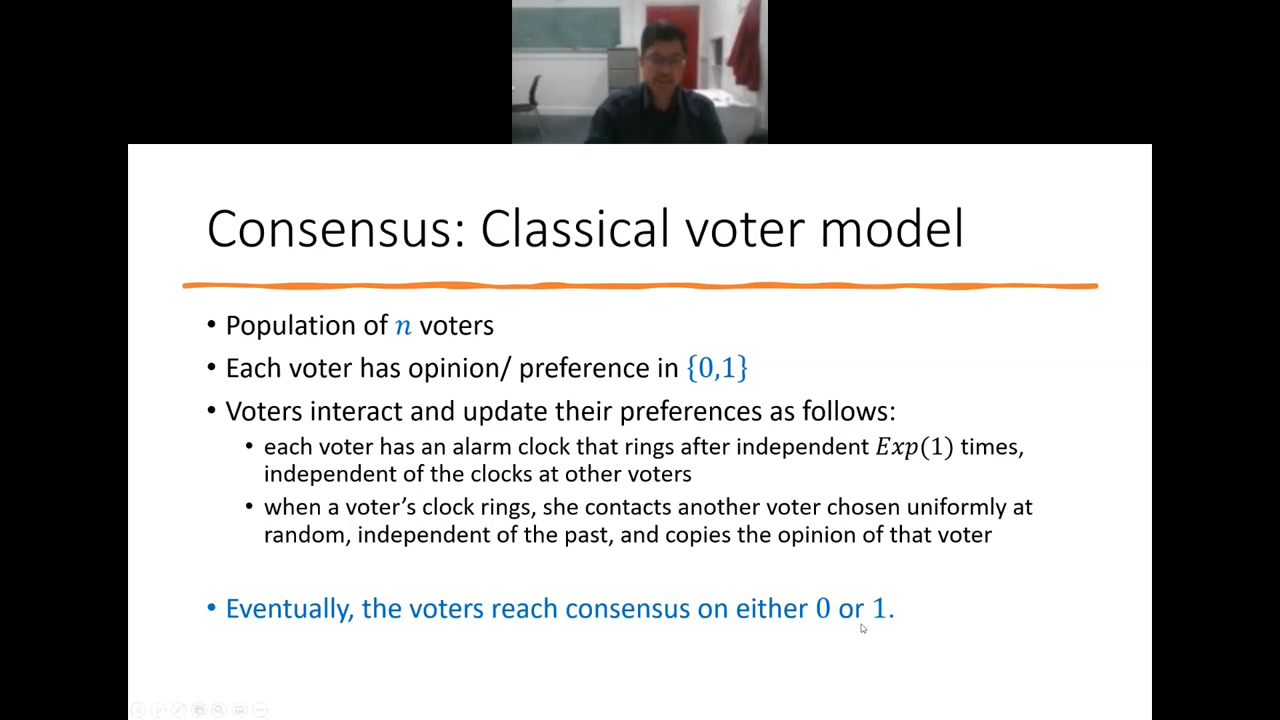 Consensus: Classical voter model
• Population of n voters
• Each voter has opinion/ preference in {0,1}
• Voters interact and update their preferences as follows:
• each voter has an alarm clock that rings after independent Exp(1) times,
independent of the clocks at other voters
• when a voter’s clock rings, she contacts another voter chosen uniformly at
random, independent of the past, and copies the opinion of that voter
• Eventually, the voters reach consensus on either 0 or 1.